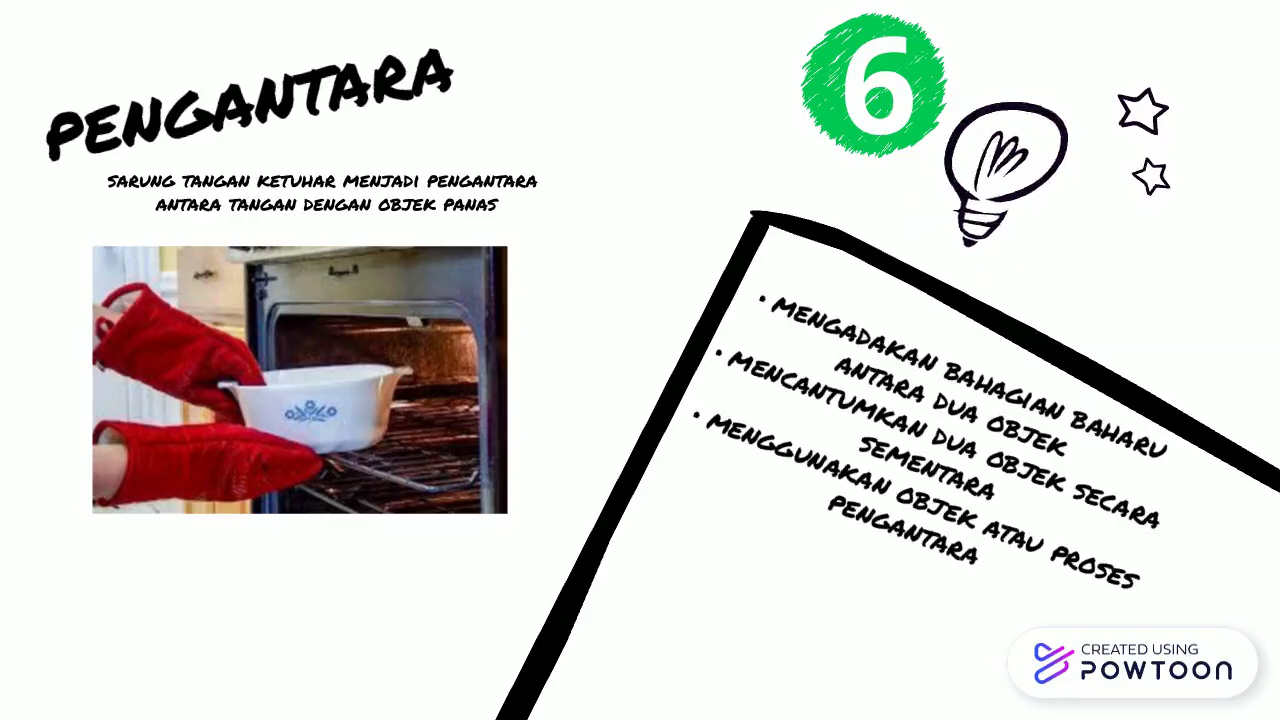 PENGANTARA
SARUNG TANGAN KETUHAR MENJADI PENGANTARA
ANTARA TANGAN DENGAN OBJEK PANAS
6
• MENGADAKAN BAHAGIAN BAHARU
ANTARA DUA OBJEK
• MENCANTUMKAN DUA OBJEK SECARA
SEMENTARA
• MENGGUNAKAN OBJEK ATAU PROSES
PENGANTARA
CREATED USING
POWTOON